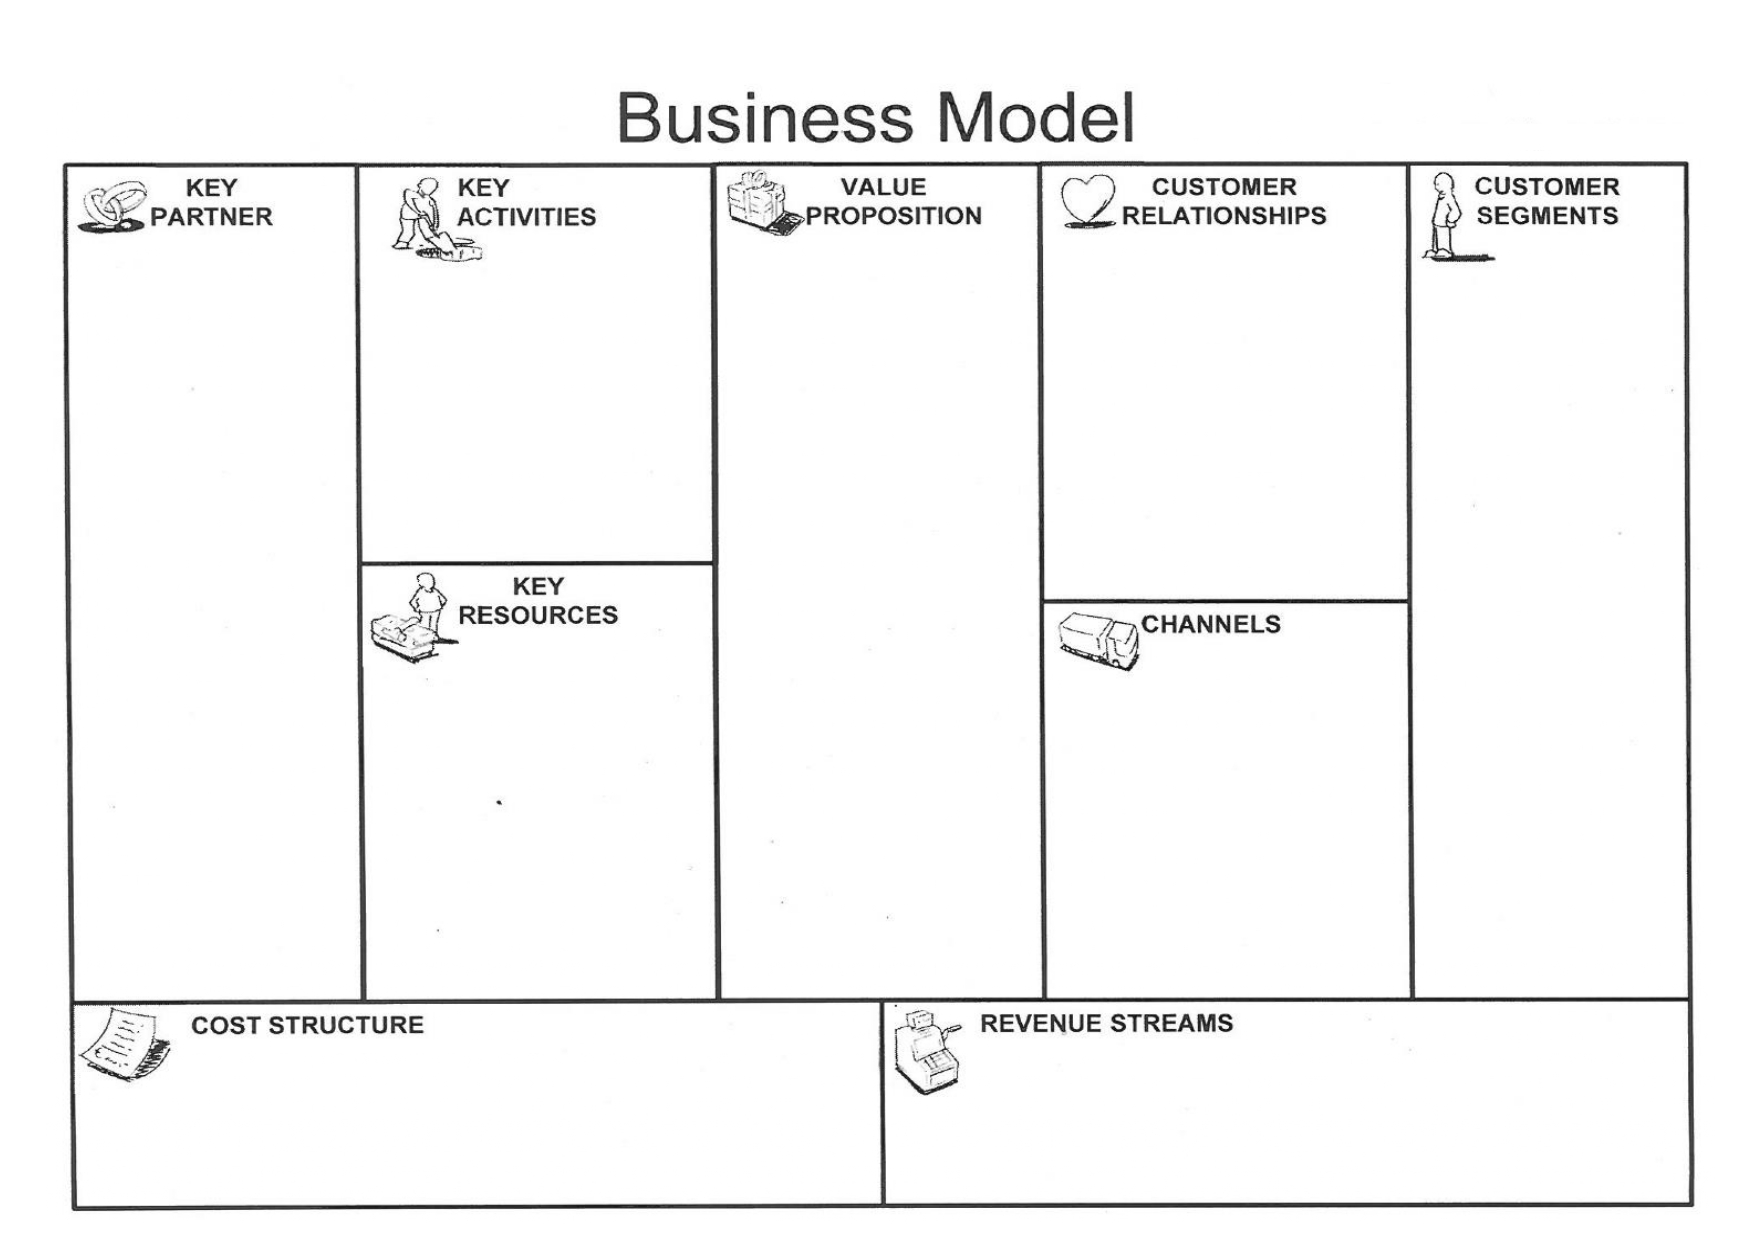 Business Model
KEY
PARTNER
KEY
ACTIVITIES
VALUE
PROPOSITION
CUSTOMER
RELATIONSHIPS
CUSTOMER
SEGMENTS
KEY
RESOURCES
CHANNELS
COST STRUCTURE
REVENUE STREAMS